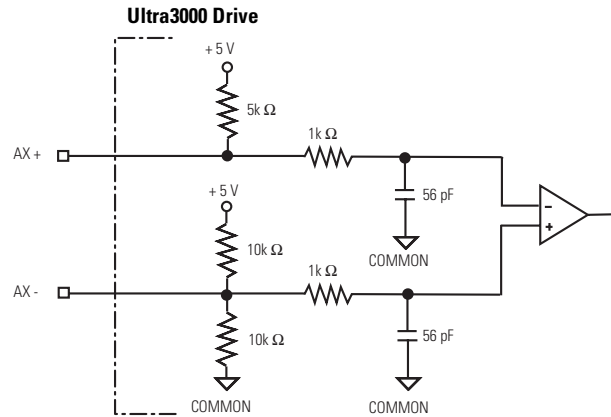 Ultra3000 Drive
+ 5 V
5k Ω
AX +
1k Ω
56 pF
COMMON
+ 5 V
10k Ω
AX -
1k Ω
10k Ω
56 pF
COMMON
COMMON
-
+